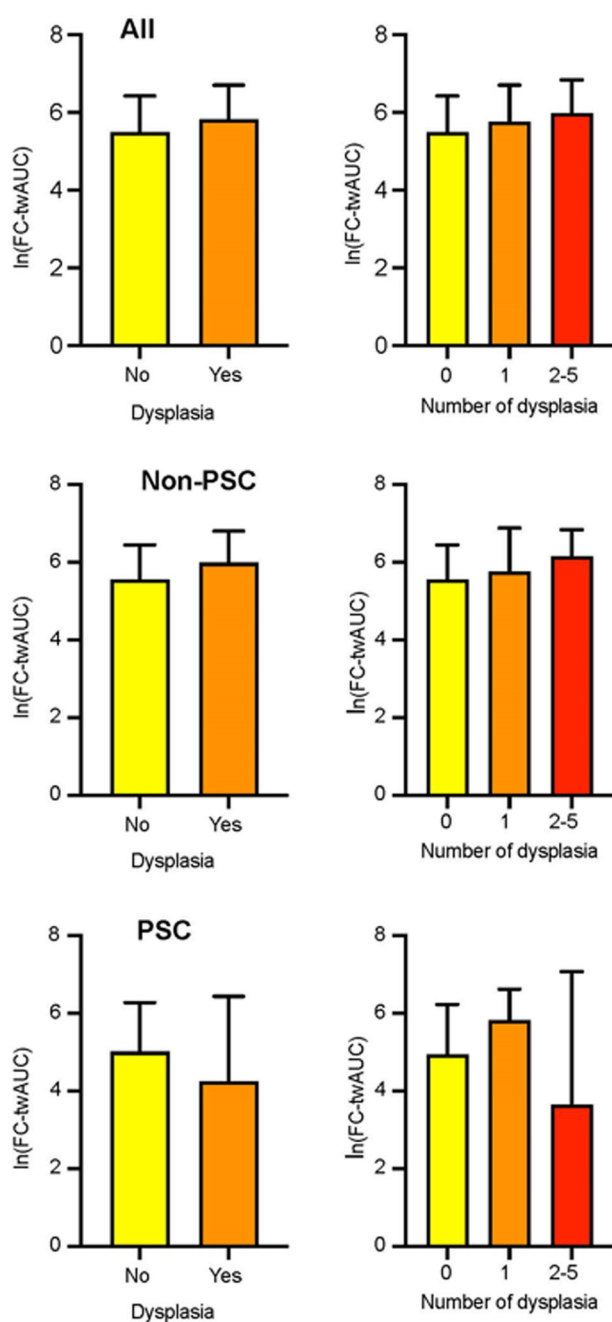 All
ln(FC-twAUC)
8
6
4
2
0
No Yes
Dysplasia
ln(FC-twAUC)
8
6
4
2
0
0 1 2-5
Number of dysplasia
Non-PSC
ln(FC-twAUC)
8
6
4
2
0
No Yes
Dysplasia
ln(FC-twAUC)
8
6
4
2
0
0 1 2-5
Number of dysplasia
PSC
ln(FC-twAUC)
8
6
4
2
0
No Yes
Dysplasia
ln(FC-twAUC)
8
6
4
2
0
0 1 2-5
Number of dysplasia